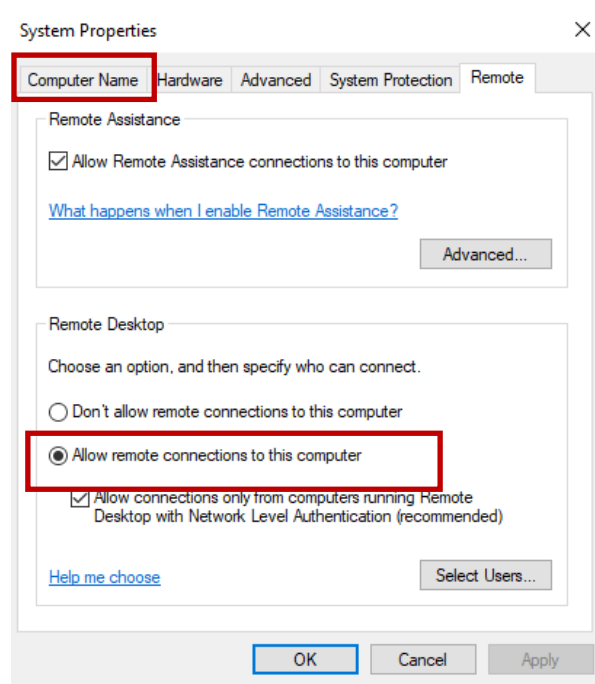 System Properties
Computer Name Hardware Advanced System Protection Remote
Remote Assistance
Allow Remote Assistance connections to this computer
What happens when I enable Remote Assistance?
Advanced...
Remote Desktop
Choose an option, and then specify who can connect.
Don't allow remote connections to this computer
Allow remote connections to this computer
Allow connections only from computers running Remote
Desktop with Network Level Authentication (recommended)
Help me choose Select Users...
OK Cancel Apply